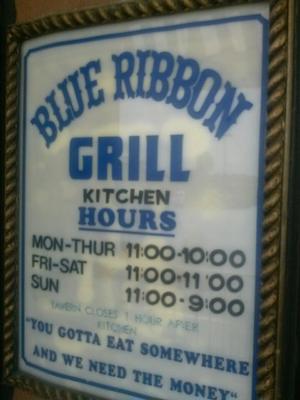 BLUE RIBBON
GRILL
KITCHEN
HOURS
MON-THUR 11:00-10:00
FRI-SAT 11:00-11:00
SUN 11:00-9:00
TAVERN CLOSES 1 HOUR AFTER
KITCHEN
"YOU GOTTA EAT SOMEWHERE
AND WE NEED THE MONEY"